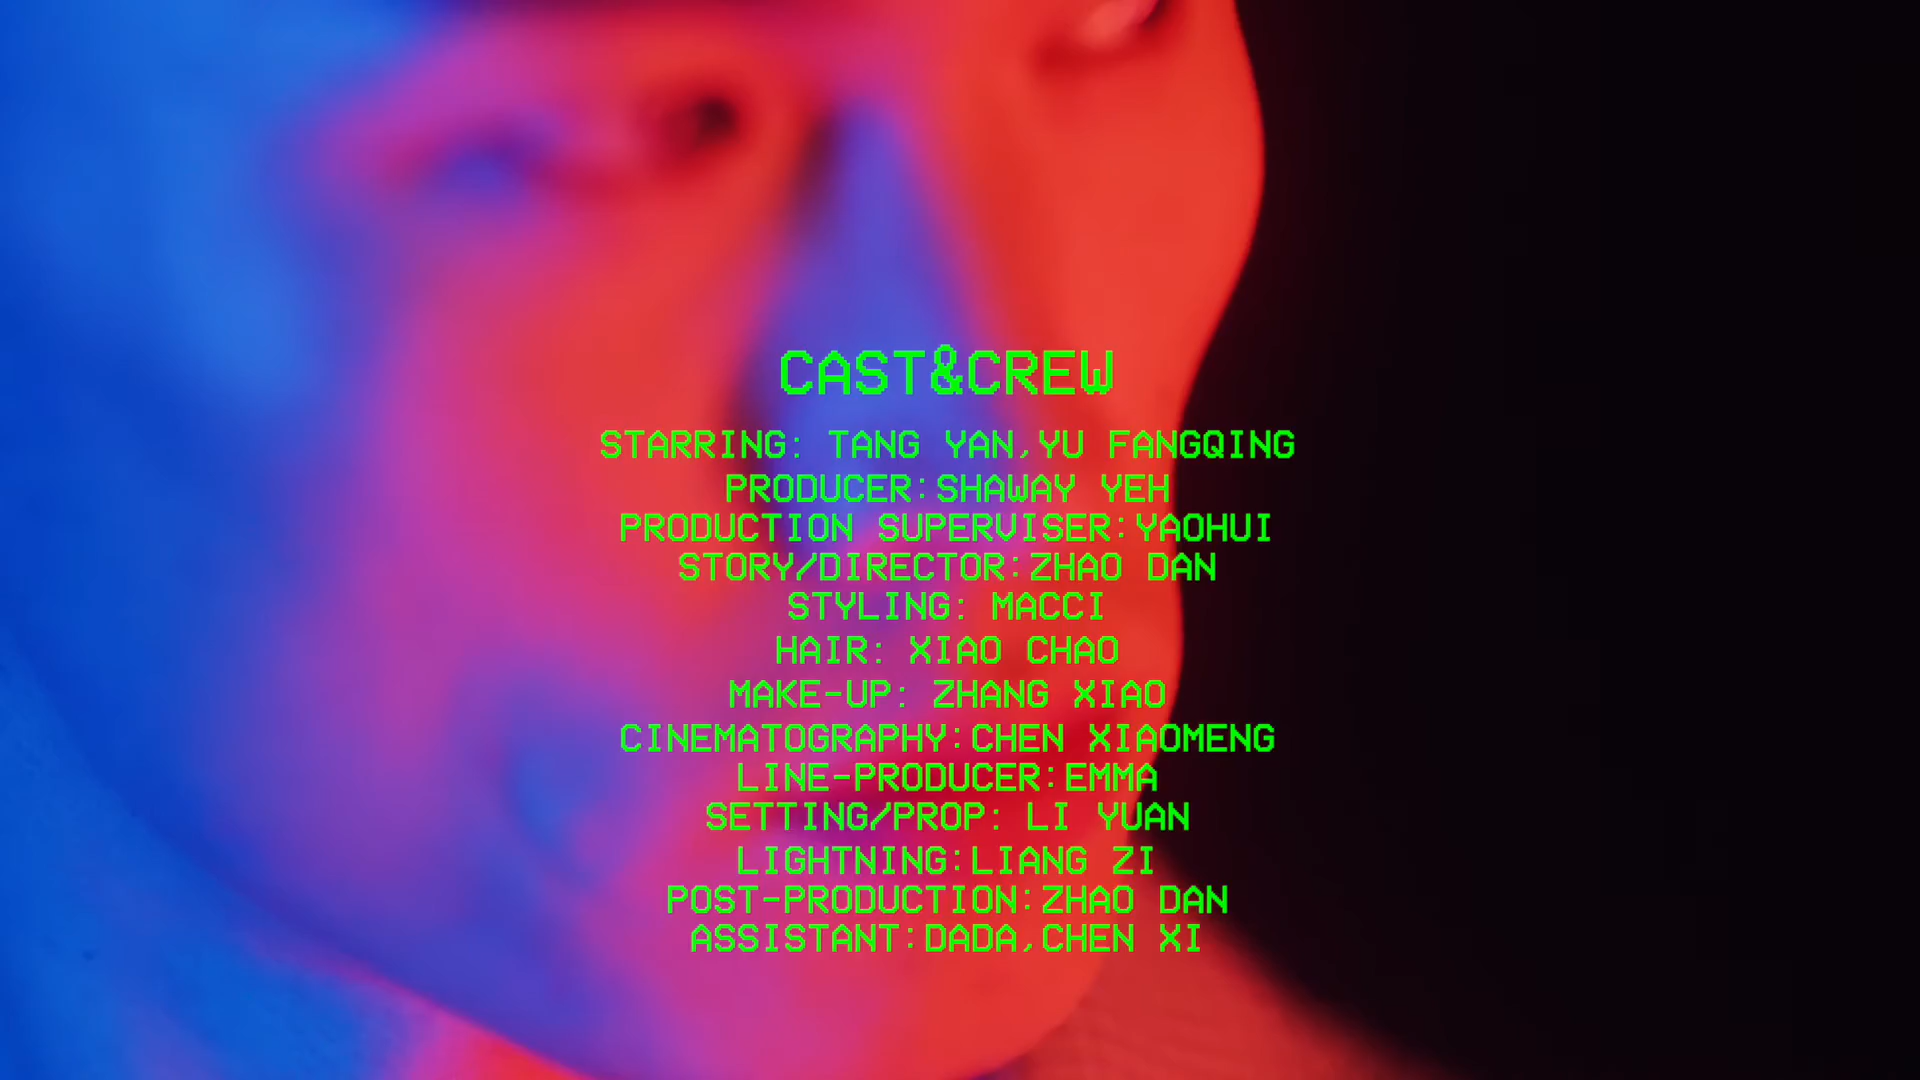 CAST&CREW
STARRING: TANG YAN,YU FANGQING
PRODUCER:SHAWAY YEH
PRODUCTION SUPERVISER:YAOHUI
STORY/DIRECTOR:ZHAO DAN
STYLING: MACCI
HAIR: XIAO CHAO
MAKE-UP: ZHANG XIAO
CINEMATOGRAPHY:CHEN XIAOMENG
LINE-PRODUCER:EMMA
SETTING/PROP: LI YUAN
LIGHTNING:LIANG ZI
POST-PRODUCTION:ZHAO DAN
ASSISTANT:DADA,CHEN XI